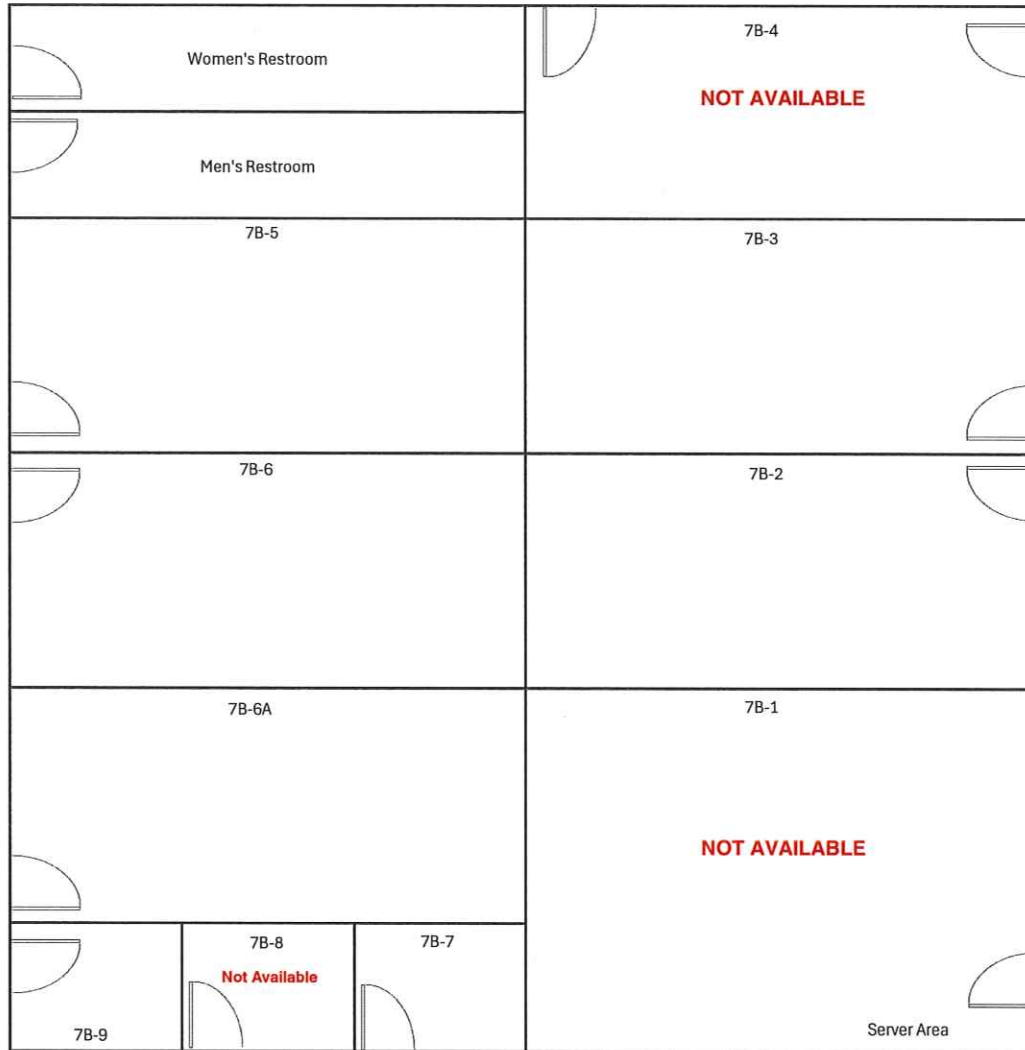 Women's Restroom
7B-4
NOT AVAILABLE
Men's Restroom
7B-5
7B-3
7B-6
7B-2
7B-6A
7B-1
NOT AVAILABLE
7B-8
7B-7
Not Available
7B-9
Server Area